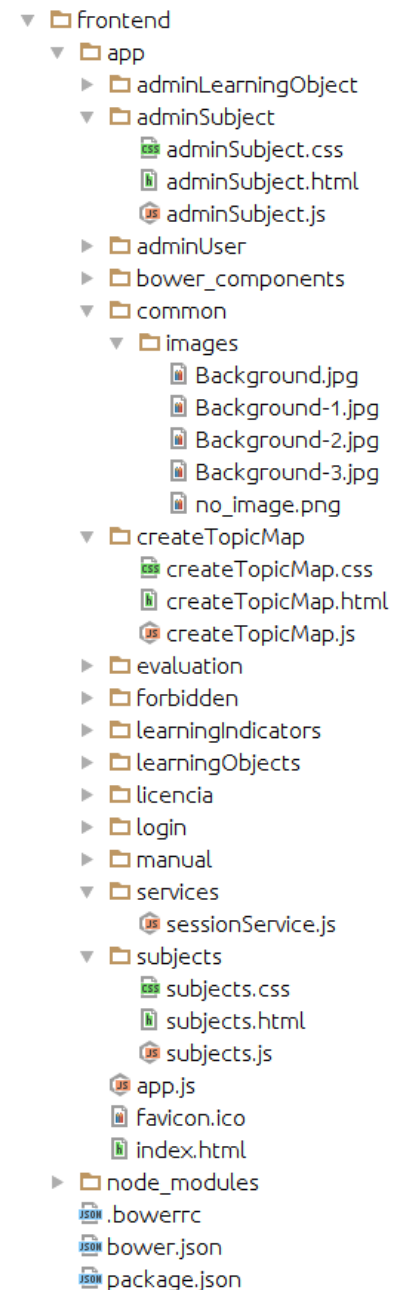 frontend
app
adminLearningObject
adminSubject
adminSubject.css
adminSubject.html
adminSubject.js
adminUser
bower_components
common
images
Background.jpg
Background-1.jpg
Background-2.jpg
Background-3.jpg
no_image.png
createTopicMap
createTopicMap.css
createTopicMap.html
createTopicMap.js
evaluation
forbidden
learningIndicators
learningObjects
licencia
login
manual
services
sessionService.js
subjects
subjects.css
subjects.html
subjects.js
app.js
favicon.ico
index.html
node_modules
.bowerrc
bower.json
package.json